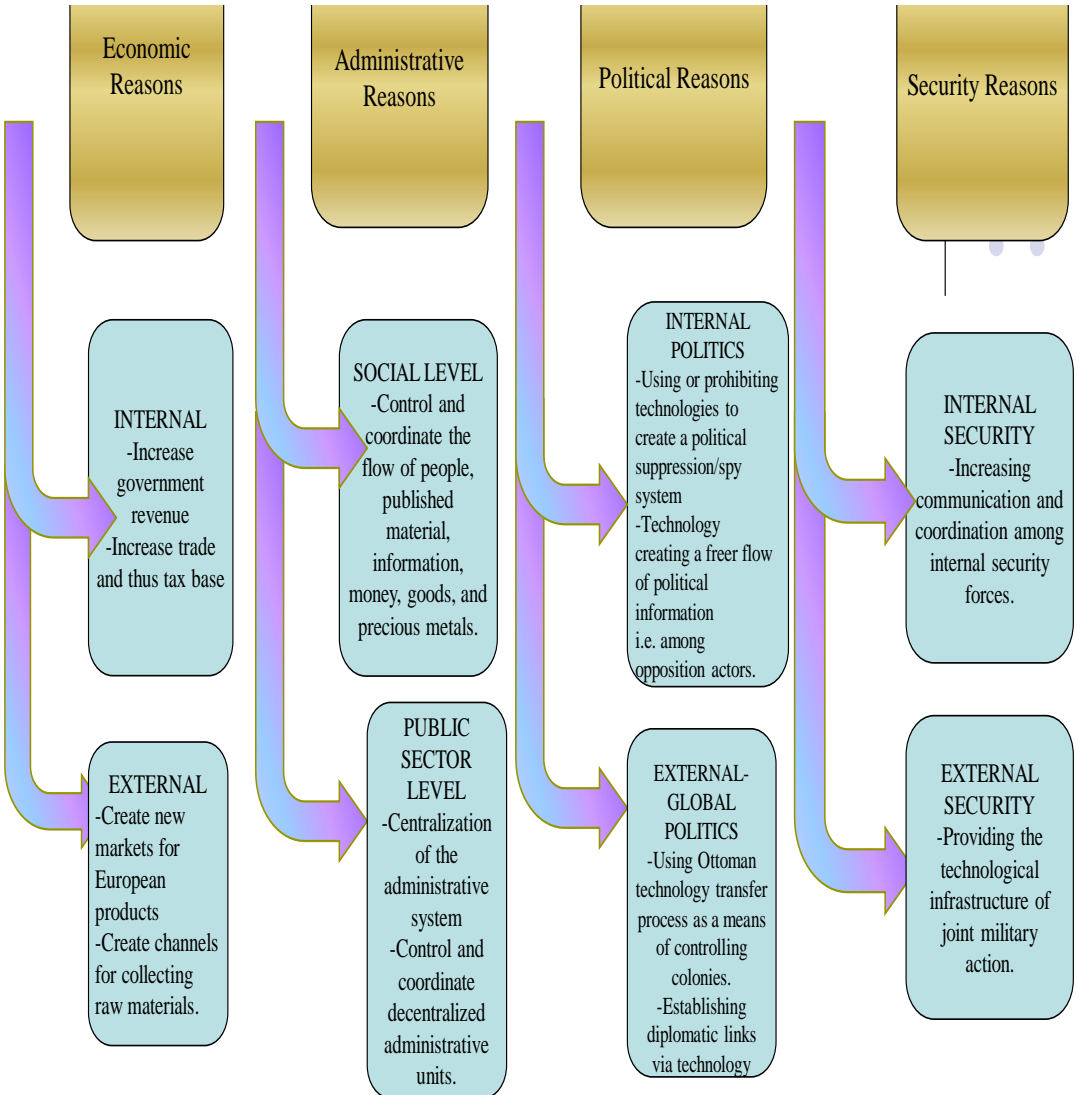 Economic
Reasons
INTERNAL
-Increase
government
revenue
-Increase trade
and thus tax base
EXTERNAL
-Create new
markets for
European
products
-Create channels
for collecting
raw materials.
Administrative
Reasons
SOCIAL LEVEL
-Control and
coordinate the
flow of people,
published
material,
information,
money, goods, and
precious metals.
PUBLIC
SECTOR
LEVEL
-Centralization
of the
administrative
system
-Control and
coordinate
decentralized
administrative
units.
Political Reasons
INTERNAL
POLITICS
-Using or prohibiting
technologies to
create a political
suppression/spy
system
-Technology
creating a freer flow
of political
information
i.e. among
opposition actors.
EXTERNAL-
GLOBAL
POLITICS
-Using Ottoman
technology transfer
process as a means
of controlling
colonies.
-Establishing
diplomatic links
via technology
Security Reasons
INTERNAL
SECURITY
-Increasing
communication and
coordination among
internal security
forces.
EXTERNAL
SECURITY
-Providing the
technological
infrastructure of
joint military
action.